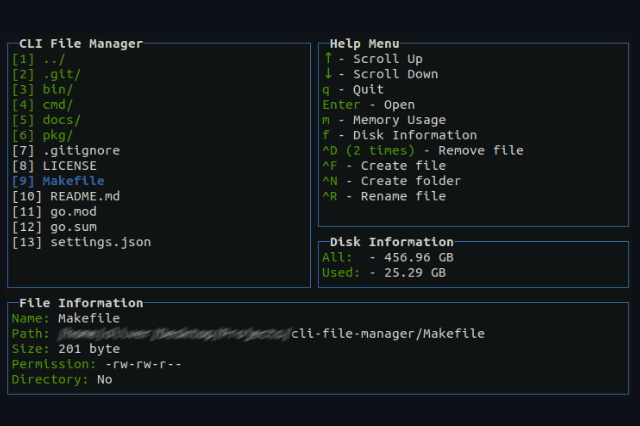 CLI File Manager
[1] ../
[2] .git/
[3] bin/
[4] cmd/
[5] docs/
[6] pkg/
[7] .gitignore
[8] LICENSE
[9] Makefile
[10] README.md
[11] go.mod
[12] go.sum
[13] settings.json
Help Menu
↑ - Scroll Up
↓ - Scroll Down
q - Quit
Enter - Open
m - Memory Usage
f - Disk Information
^D (2 times) - Remove file
^F - Create file
^N - Create folder
^R - Rename file
Disk Information
All: - 456.96 GB
Used: - 25.29 GB
File Information
Name: Makefile
Path: cli-file-manager/Makefile
Size: 201 byte
Permission: -rw-rw-r--
Directory: No